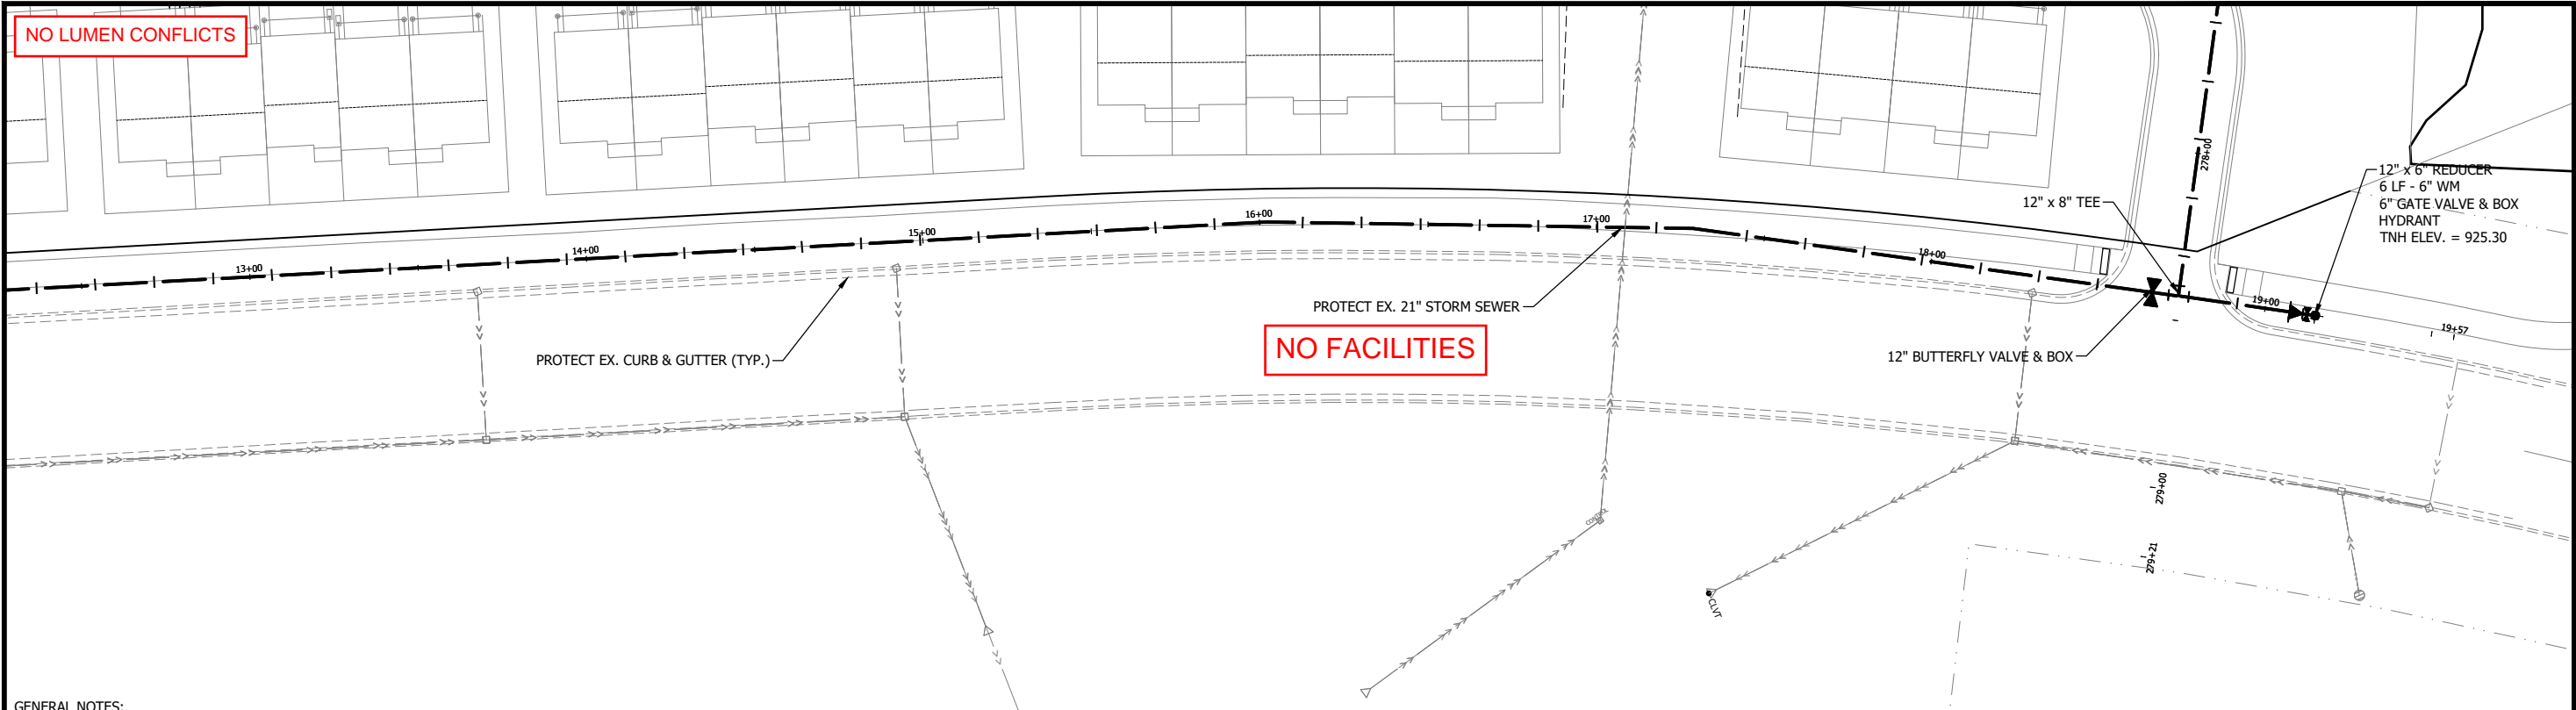 NO LUMEN CONFLICTS
278+00
12" x 6" REDUCER
6 LF - 6" WM
6" GATE VALVE & BOX
HYDRANT
TNH ELEV. = 925.30
12" x 8" TEE
16+00
17+00
15+00
14+00
13+00
18+00
19+00
19+57
PROTECT EX. 21" STORM SEWER
NO FACILITIES
PROTECT EX. CURB & GUTTER (TYP.)
12" BUTTERFLY VALVE & BOX
279+00
CONTROL
279+21
CLVT
GENERAL NOTES: